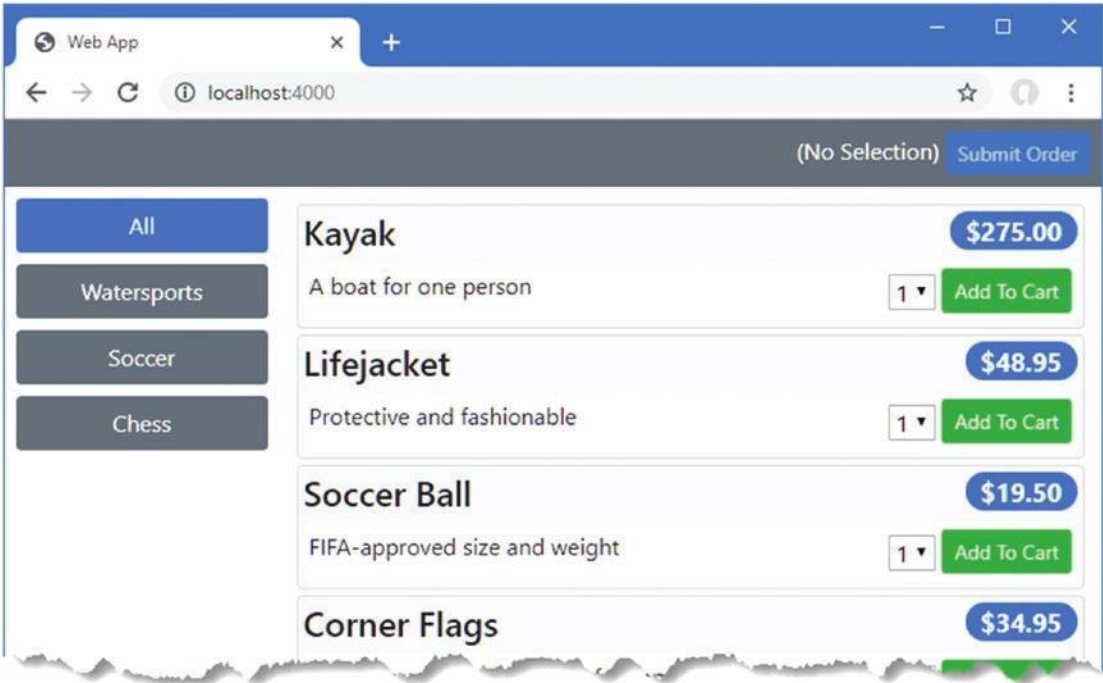 Web App
localhost:4000
(No Selection) Submit Order
All
Watersports
Soccer
Chess
Kayak $275.00
A boat for one person 1 Add To Cart
Lifejacket $48.95
Protective and fashionable 1 Add To Cart
Soccer Ball $19.50
FIFA-approved size and weight 1 Add To Cart
Corner Flags $34.95